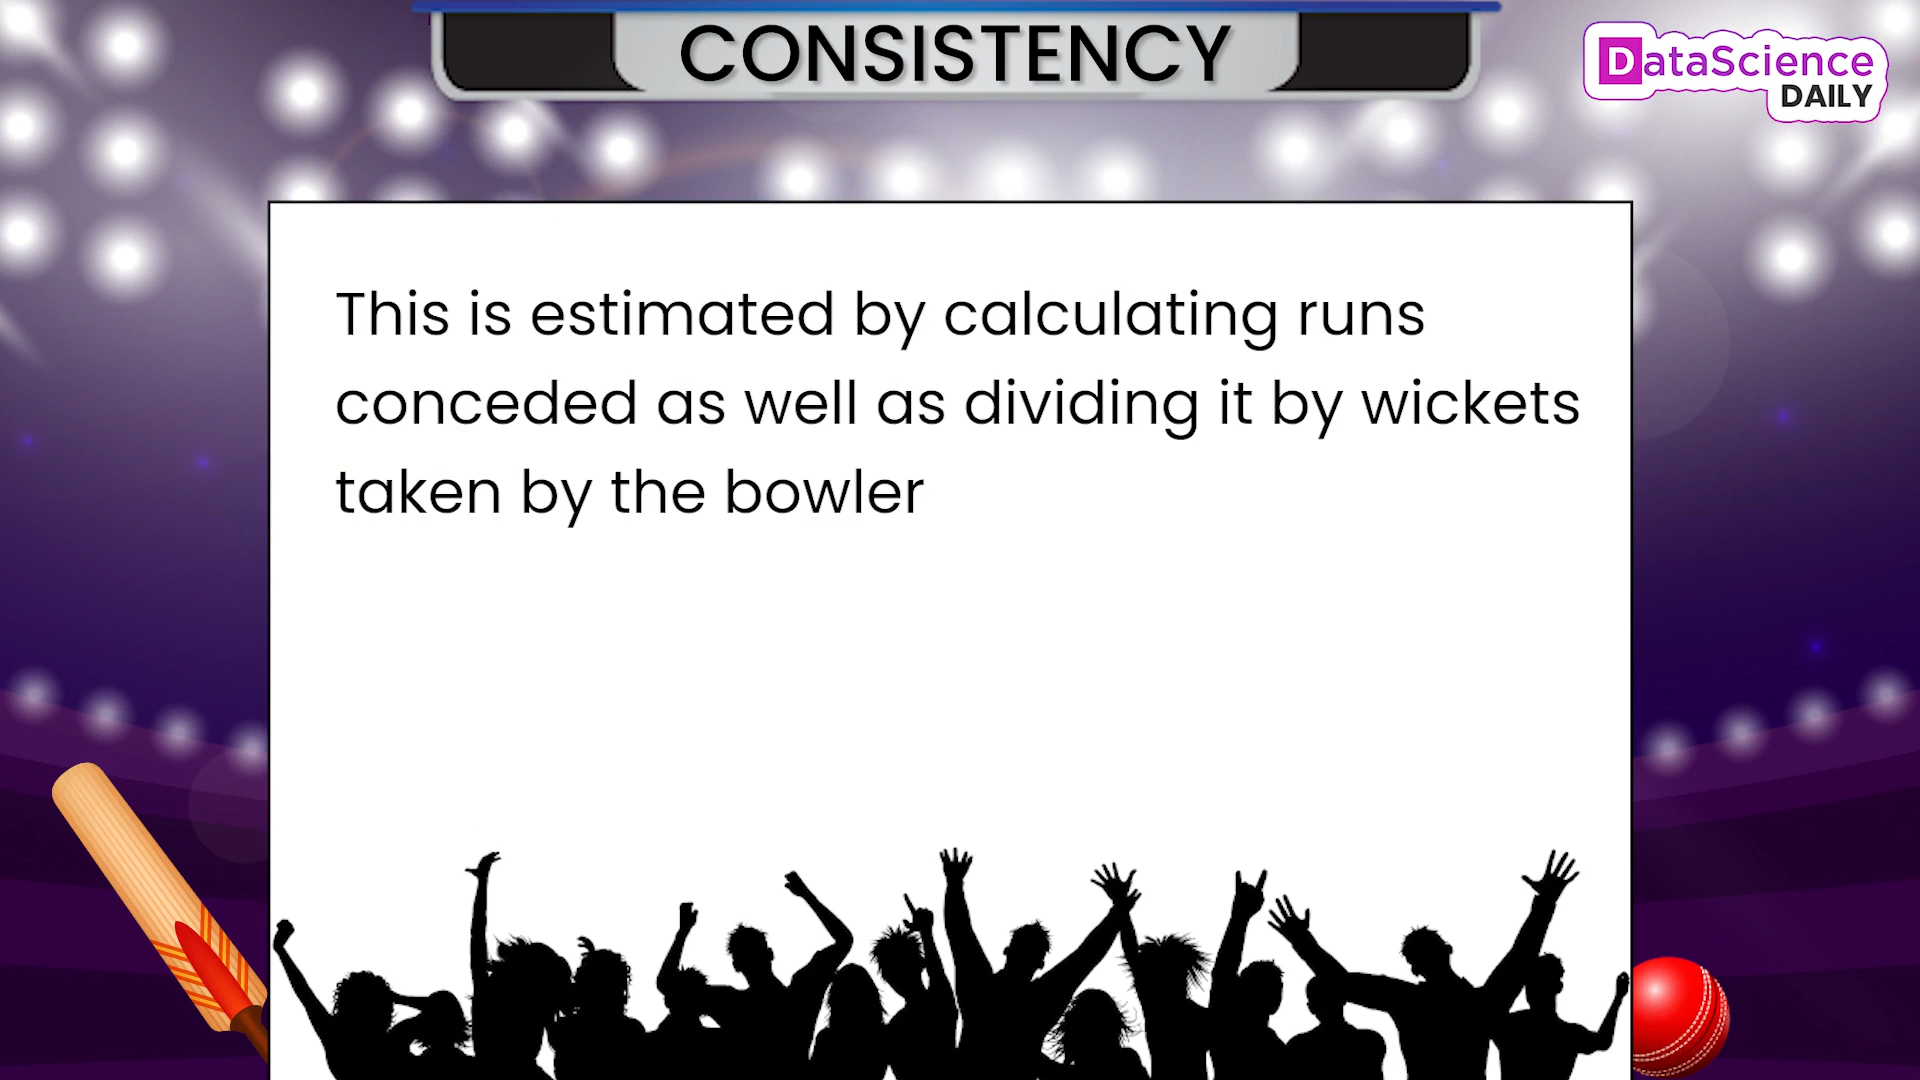 CONSISTENCY
DataScience
DAILY
This is estimated by calculating runs
conceded as well as dividing it by wickets
taken by the bowler